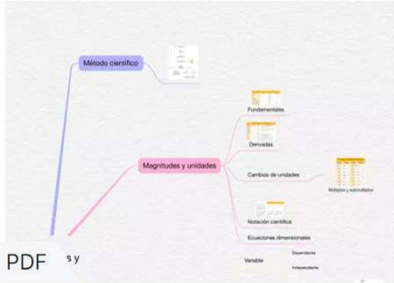 Método científico
Fundamentales
Derivadas
Magnitudes y unidades
Cambios de unidades
Múltiplos y submúltiplos
Notación científica
Ecuaciones dimensionales
Dependiente
Variable
Independiente
PDF
s y